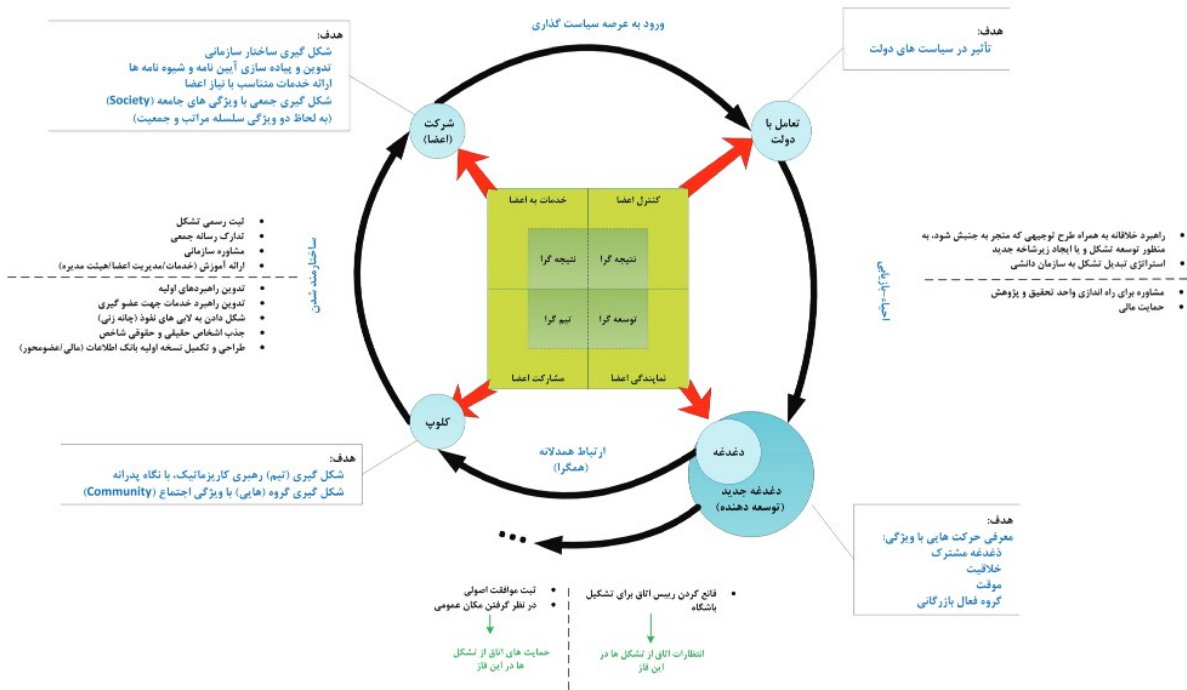 ورود به عرصه سیاست گذاری
هدف:
تأثیر در سیاست های دولت
هدف:
شکل گیری ساختار سازمانی
تدوین و پیاده سازی آیین نامه و شیوه نامه ها
ارائه خدمات متناسب با نیاز اعضا
شکل گیری جمعی با ویژگی های جامعه (Society)
(به لحاظ دو ویژگی سلسله مراتب و جمعیت)
تعامل با
دولت
شرکت
(اعضا)
کنترل اعضا
خدمات به اعضا
نتیجه گرا
نتیجه گرا
توسعه گرا
تیم گرا
نمایندگی اعضا
مشارکت اعضا
راهبرد خلاقانه به همراه طرح توجیهی که منجر به جنبش شود، به
منظور توسعه تشکل و یا ایجاد زیرشاخه جدید
استراتژی تبدیل تشکل به سازمان دانشی
مشاوره برای راه اندازی واحد تحقیق و پژوهش
حمایت مالی
احیاء-بازیابی
ساختارمند شدن
ثبت رسمی تشکل
تدارک رسانه جمعی
مشاوره سازمانی
ارائه آموزش (خدمات/مدیریت اعضا/هیئت مدیره)
تدوین راهبردهای اولیه
تدوین راهبرد خدمات جهت عضو گیری
شکل دادن به لابی های نفوذ (چانه زنی)
جذب اشخاص حقیقی و حقوقی شاخص
طراحی و تکمیل نسخه اولیه بانک اطلاعات (مالی/عضومحور)
دغدغه
دغدغه جدید
(توسعه دهنده)
ارتباط همدلانه
(همگرا)
کلوپ
هدف:
شکل گیری (تیم) رهبری کاریزماتیک، با نگاه پدرانه
شکل گیری گروه (هایی) با ویژگی اجتماع (Community)
هدف:
معرفی حرکت هایی با ویژگی:
ذغدغه مشترک
خلاقیت
موقت
گروه فعال بازرگانی
...
قانع کردن رییس اتاق برای تشکیل
باشگاه
انتظارات اتاق از تشکل ها در
این فاز
ثبت موافقت اصولی
در نظر گرفتن مکان عمومی
حمایت های اتاق از تشکل
ها در این فاز